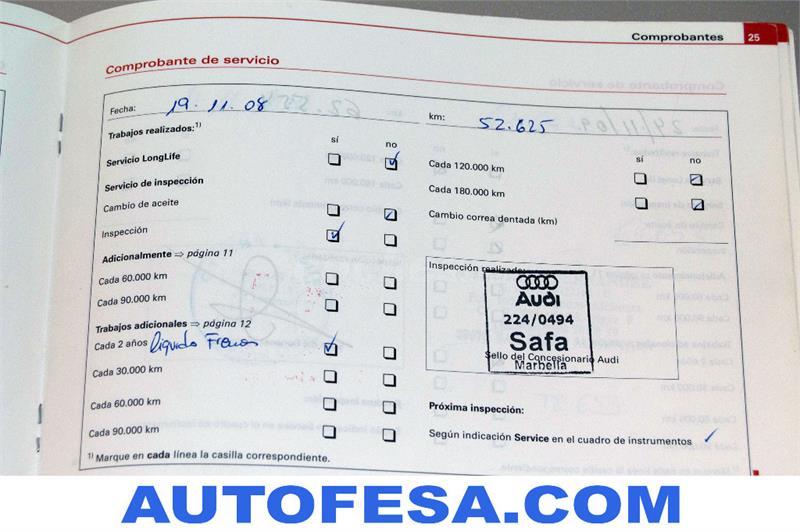 Comprobantes 25
Comprobante de servicio
Fecha: 19.11.08
km: 52.625
Trabajos realizados:1)
sí no
Servicio LongLife
Servicio de inspección
Cambio de aceite
Inspección
Adicionalmente ⇒ página 11
Cada 60.000 km
Cada 90.000 km
Trabajos adicionales ⇒ página 12
Cada 2 años liquido Frenos
Cada 30.000 km
Cada 60.000 km
Cada 90.000 km
1) Marque en cada línea la casilla correspondiente.
sí no
Cada 120.000 km
Cada 180.000 km
Cambio correa dentada (km)
Inspección realizada:
Audi
224/0494
Safa
Sello del Concesionario Audi
Marbella
Próxima inspección:
Según indicación Service en el cuadro de instrumentos
AUTOFESA.COM